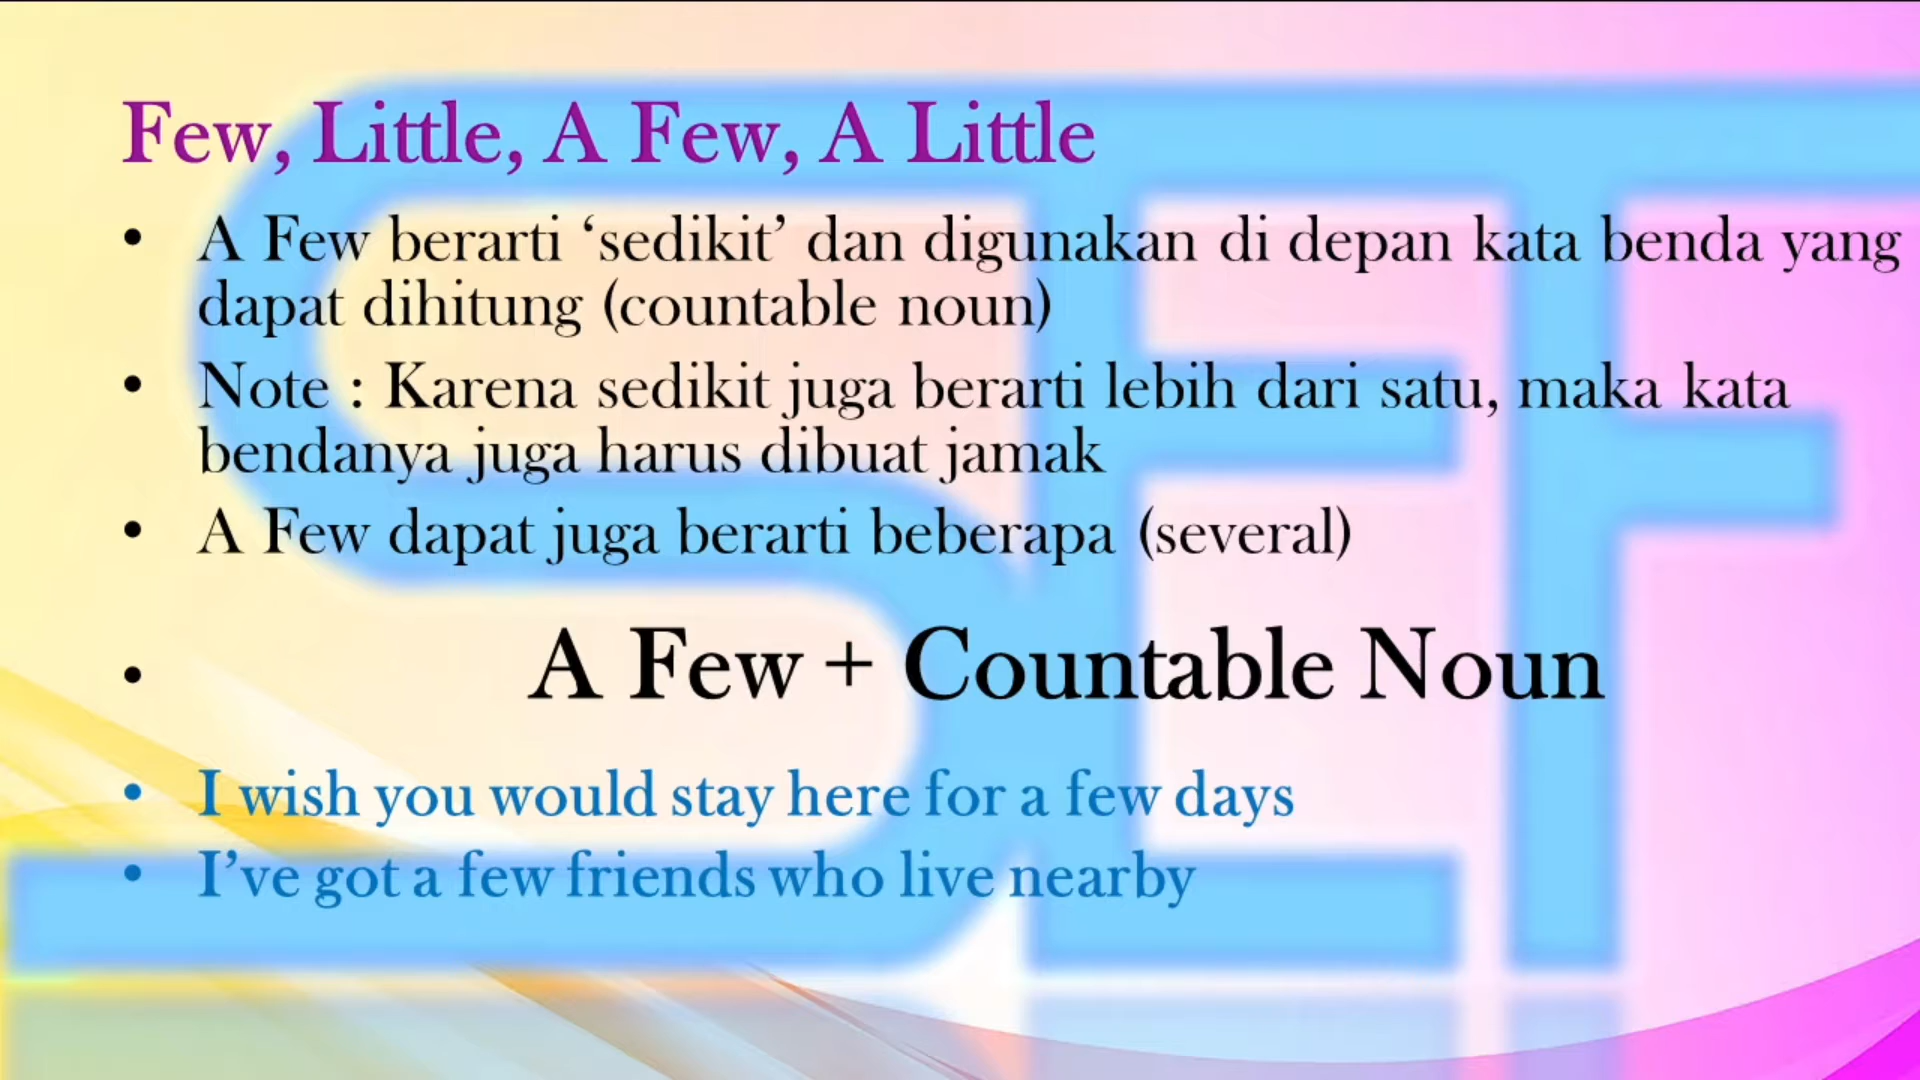 Few, Little, A Few, A Little
• A Few berarti ‘sedikit’ dan digunakan di depan kata benda yang
dapat dihitung (countable noun)
• Note : Karena sedikit juga berarti lebih dari satu, maka kata
bendanya juga harus dibuat jamak
• A Few dapat juga berarti beberapa (several)
• A Few + Countable Noun
• I wish you would stay here for a few days
• I’ve got a few friends who live nearby
SEF